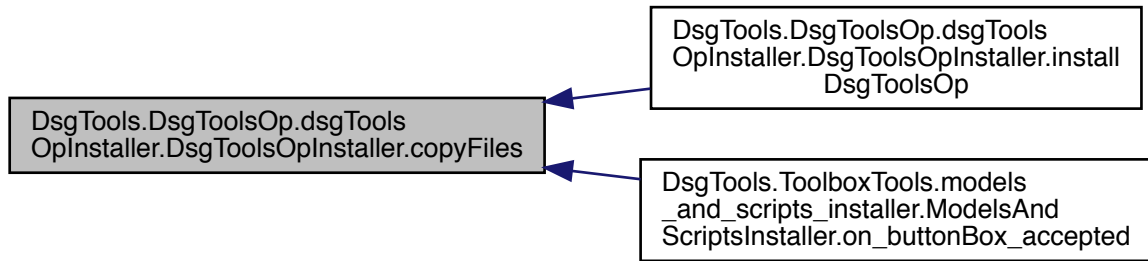 DsgTools.DsgToolsOp.dsgTools
OpInstaller.DsgToolsOpInstaller.copyFiles
DsgTools.DsgToolsOp.dsgTools
OpInstaller.DsgToolsOpInstaller.install
DsgToolsOp
DsgTools.ToolboxTools.models
_and_scripts_installer.ModelsAnd
ScriptsInstaller.on_buttonBox_accepted